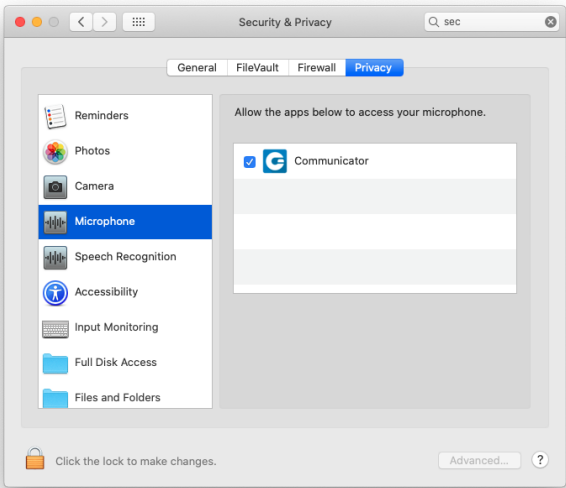 Security & Privacy
sec
General
FileVault
Firewall
Privacy
Reminders
Photos
Camera
Microphone
Speech Recognition
Accessibility
Input Monitoring
Full Disk Access
Files and Folders
Allow the apps below to access your microphone.
Communicator
Click the lock to make changes.
Advanced...
?